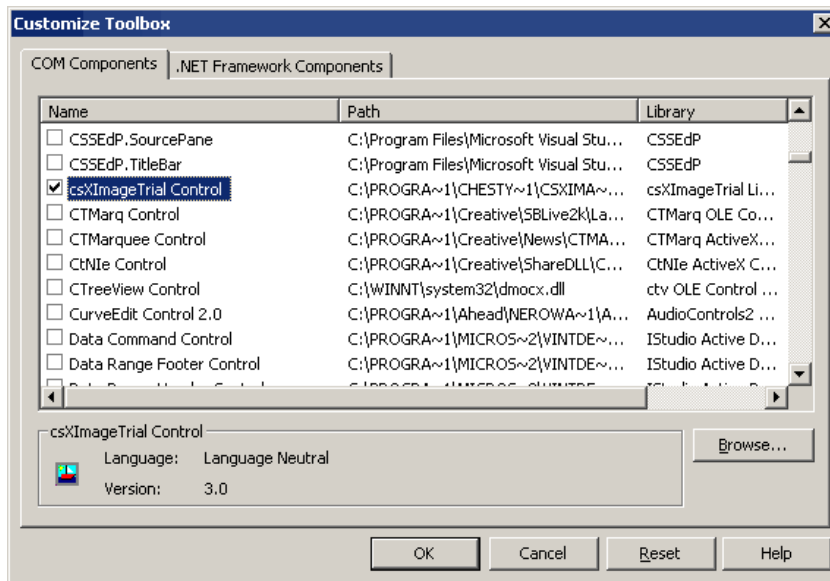 Customize Toolbox
COM Components .NET Framework Components
Name Path Library
CSSEdP.SourcePane C:\Program Files\Microsoft Visual Stu... CSSEdP
CSSEdP.TitleBar C:\Program Files\Microsoft Visual Stu... CSSEdP
csXImageTrial Control C:\PROGRA~1\CHESTY~1\CSXIMA~... csXImageTrial Li...
CTMarq Control C:\PROGRA~1\Creative\SBLive2k\La... CTMarq OLE Co...
CTMarquee Control C:\PROGRA~1\Creative\News\CTMA... CTMarq ActiveX...
CtNIe Control C:\PROGRA~1\Creative\ShareDLL\C... CtNIe ActiveX C...
CTreeView Control C:\WINNT\system32\dmocx.dll ctv OLE Control ...
CurveEdit Control 2.0 C:\PROGRA~1\Ahead\NEROWA~1\A... AudioControls2 ...
Data Command Control C:\PROGRA~1\MICROS~2\VINTDE~... IStudio Active D...
Data Range Footer Control C:\PROGRA~1\MICROS~2\VINTDE~... IStudio Active D...
csXImageTrial Control
Browse...
Language: Language Neutral
Version: 3.0
OK Cancel Reset Help